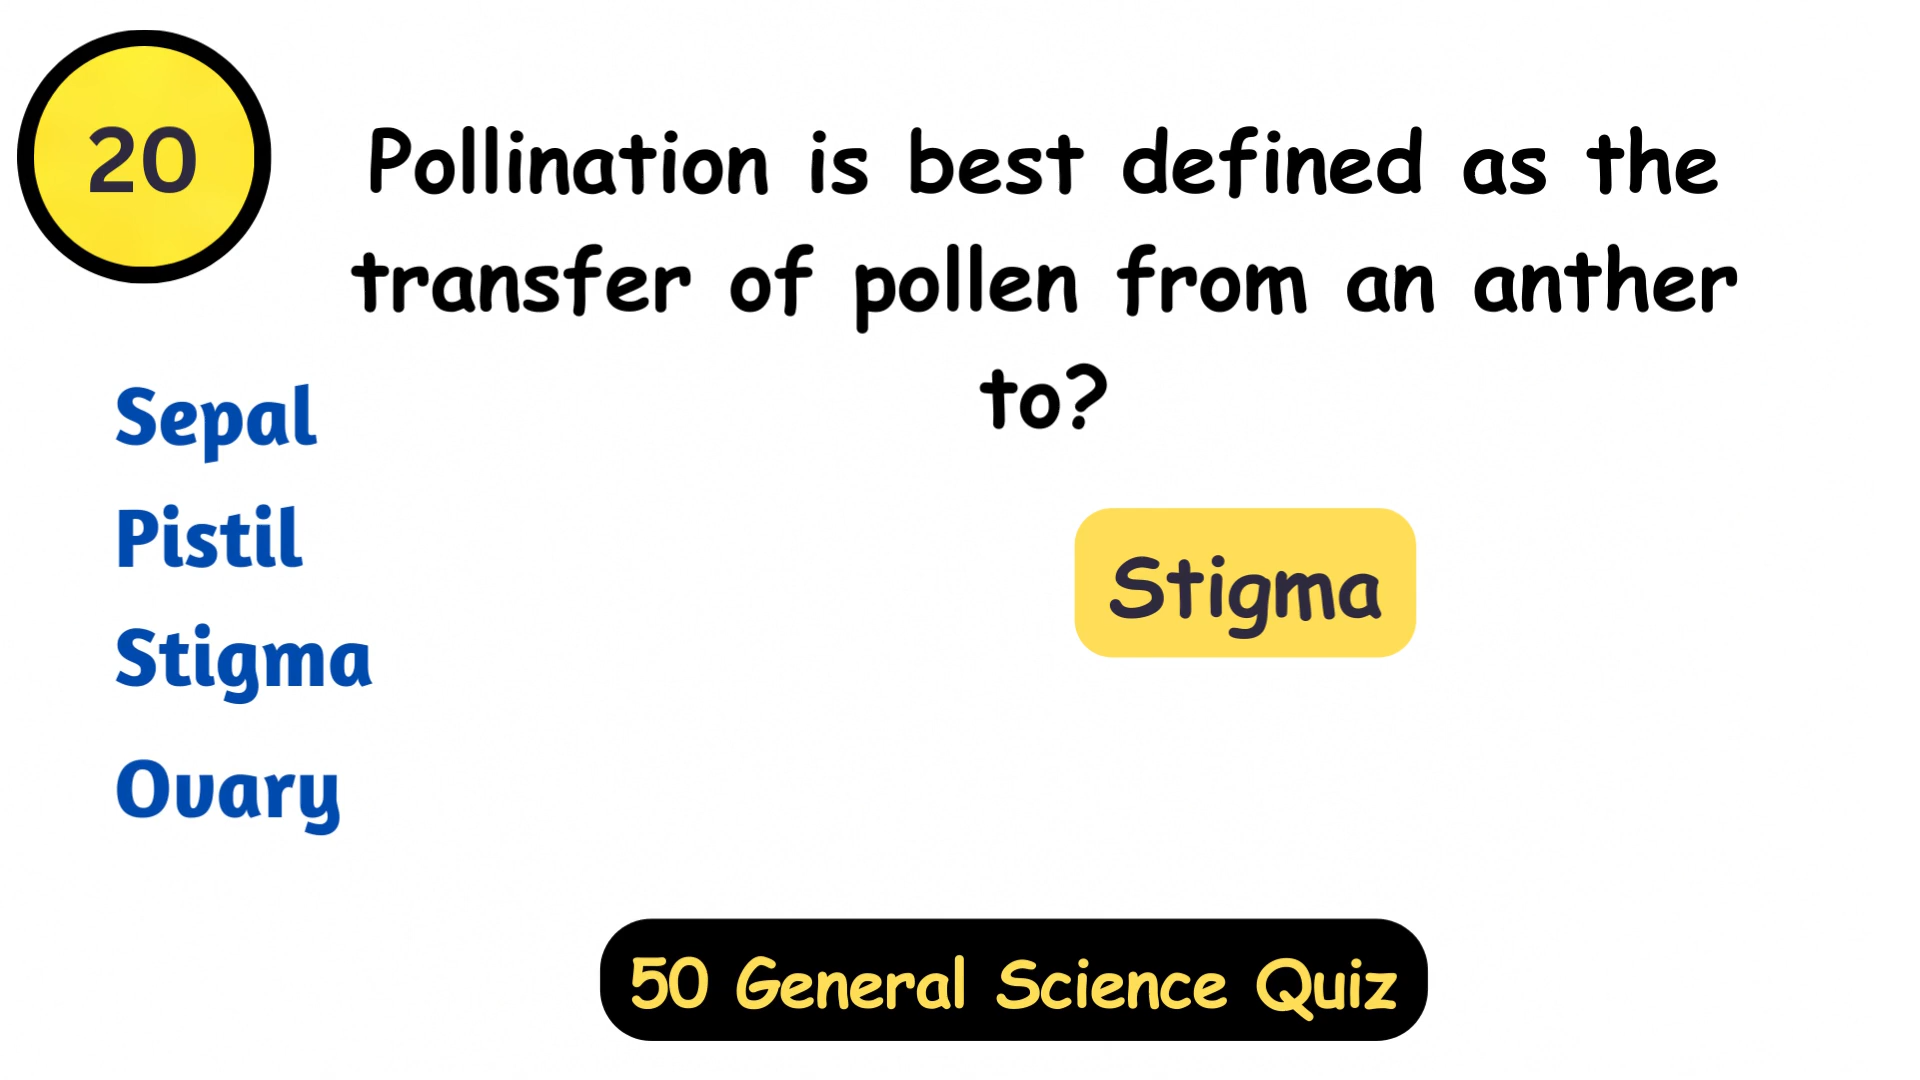 20
Pollination is best defined as the
transfer of pollen from an anther
to?
Sepal
Pistil
Stigma
Ovary
Stigma
50 General Science Quiz